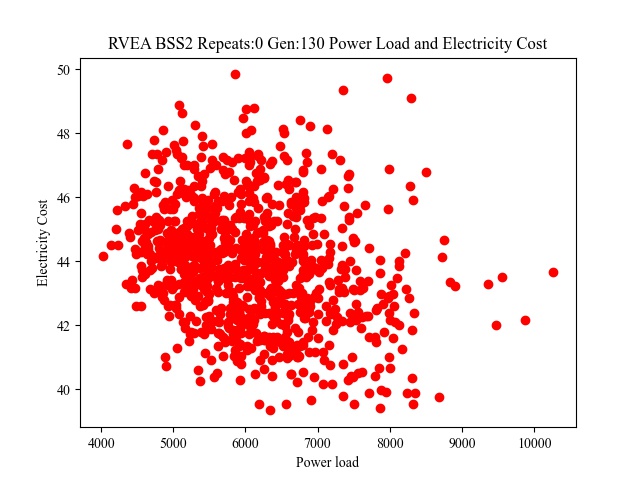 RVEA BSS2 Repeats:0 Gen:130 Power Load and Electricity Cost
50
48
46
44
42
40
Electricity Cost
4000 5000 6000 7000 8000 9000 10000
Power load